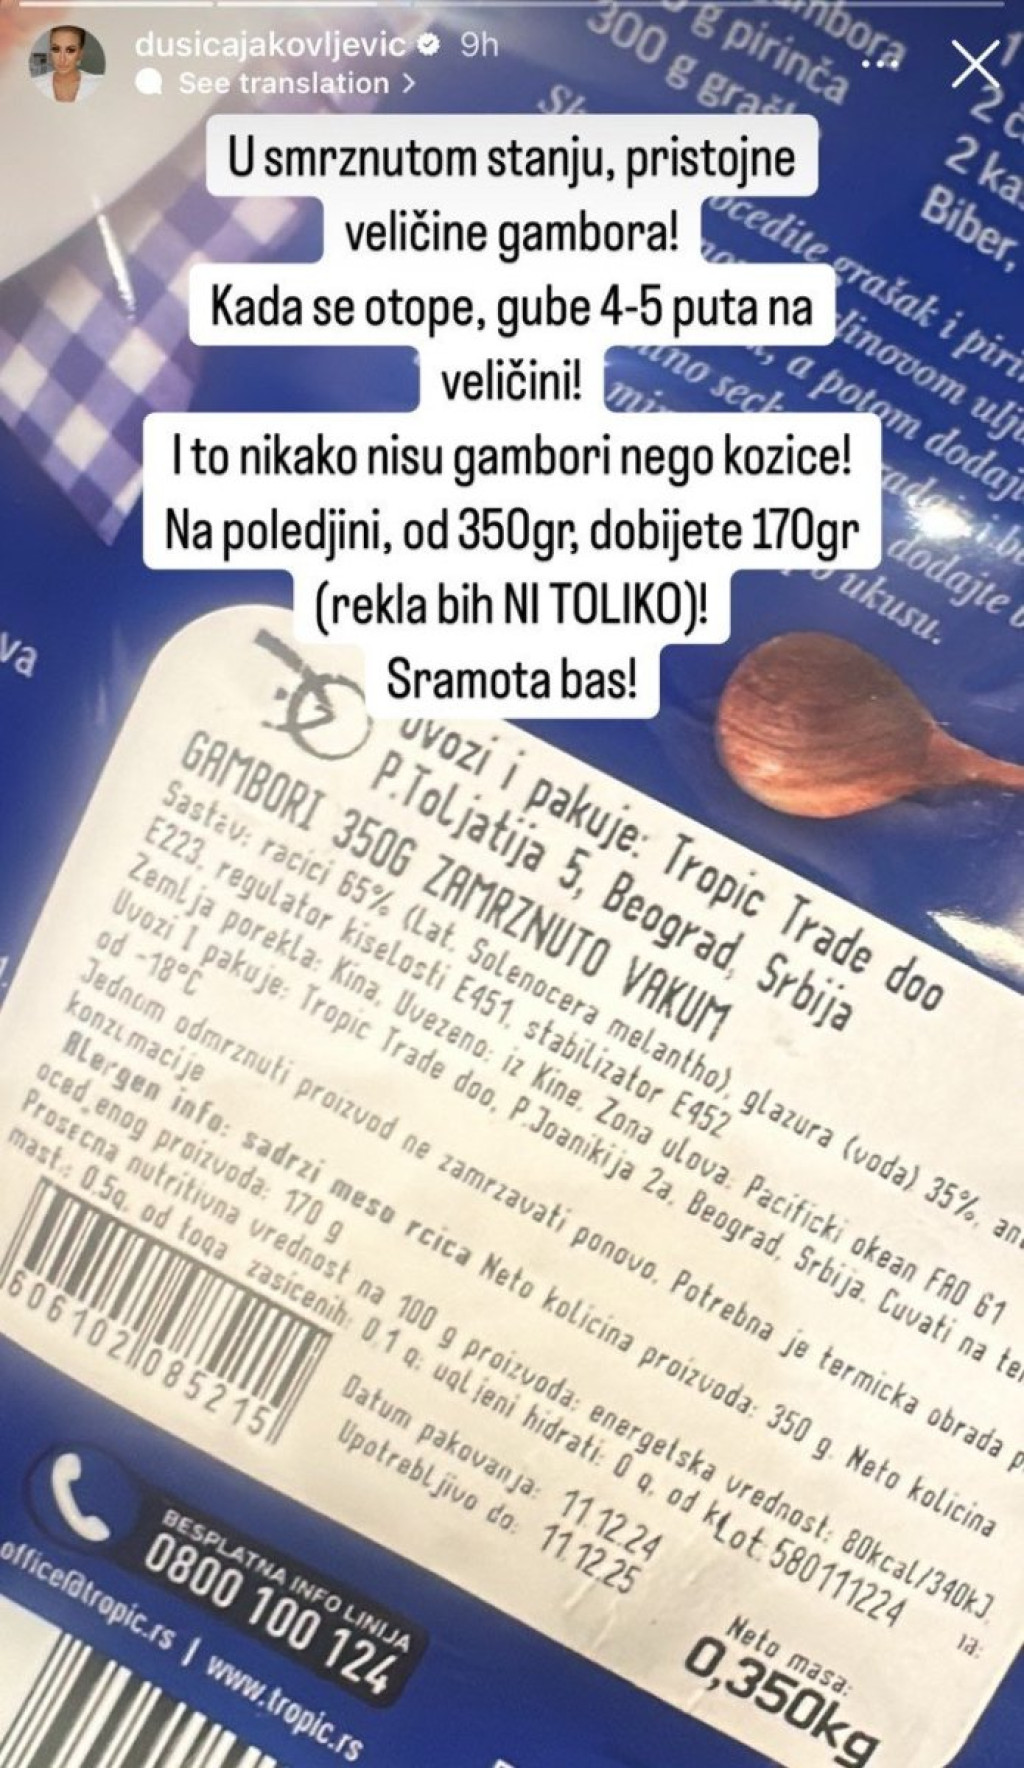 dusicajakovljevic 9h
See translation >
mbora
g pirinča
300 g
2 ka
Biber,
U smrznutom stanju, pristojne
veličine gambora!
Kada se otope, gube 4-5 puta na
veličini!
I to nikako nisu gambori nego kozice!
Na poledjini, od 350gr, dobijete 170gr
(rekla bih NI TOLIKO)!
Sramota bas!
ocedite grašak i piri
, a potom dodaj
dodajte
ukusu.
va
Uvozi i pakuje: Tropic Trade doo
P.Toljatija 5, Beograd, Srbija
GAMBORI 350G ZAMRZNUTO VAKUM
Sastav: racici 65% (Lat. Solenocera melantho), glazura (voda) 35%, an
E223, regulator kiselosti E451, stabilizator E452
Zemlja porekla: Kina. Uvezeno: iz Kine. Zona ulova: Pacificki okean FAO 61
Uvozi I pakuje: Tropic Trade doo, P.Joanikija 2a, Beograd, Srbija. Cuvati na te
od -18°C
Jednom odmrznuti proizvod ne zamrzavati ponovo. Potrebna je termicka obrada p
konzumacije
Alergen info: sadrzi meso rcica Neto kolicina proizvoda: 350 g. Neto kolicina
oced.enog proizvoda: 170 g
Prosecna nutritivna vrednost na 100 g proizvoda: energetska vrednost: 80kcal/340kJ,
mast.: 0.5g, od toga zasicenih: 0.1 g; ugljeni hidrati: 0 g, od k
Lot: 580111224
Datum pakovanja: 11.12.24
Upotrebljivo do: 11.12.25
606102085215
Neto masa:
0,350kg
BESPLATNA INFO LINIJA
0800 100 124
office@tropic.rs | www.tropic.rs